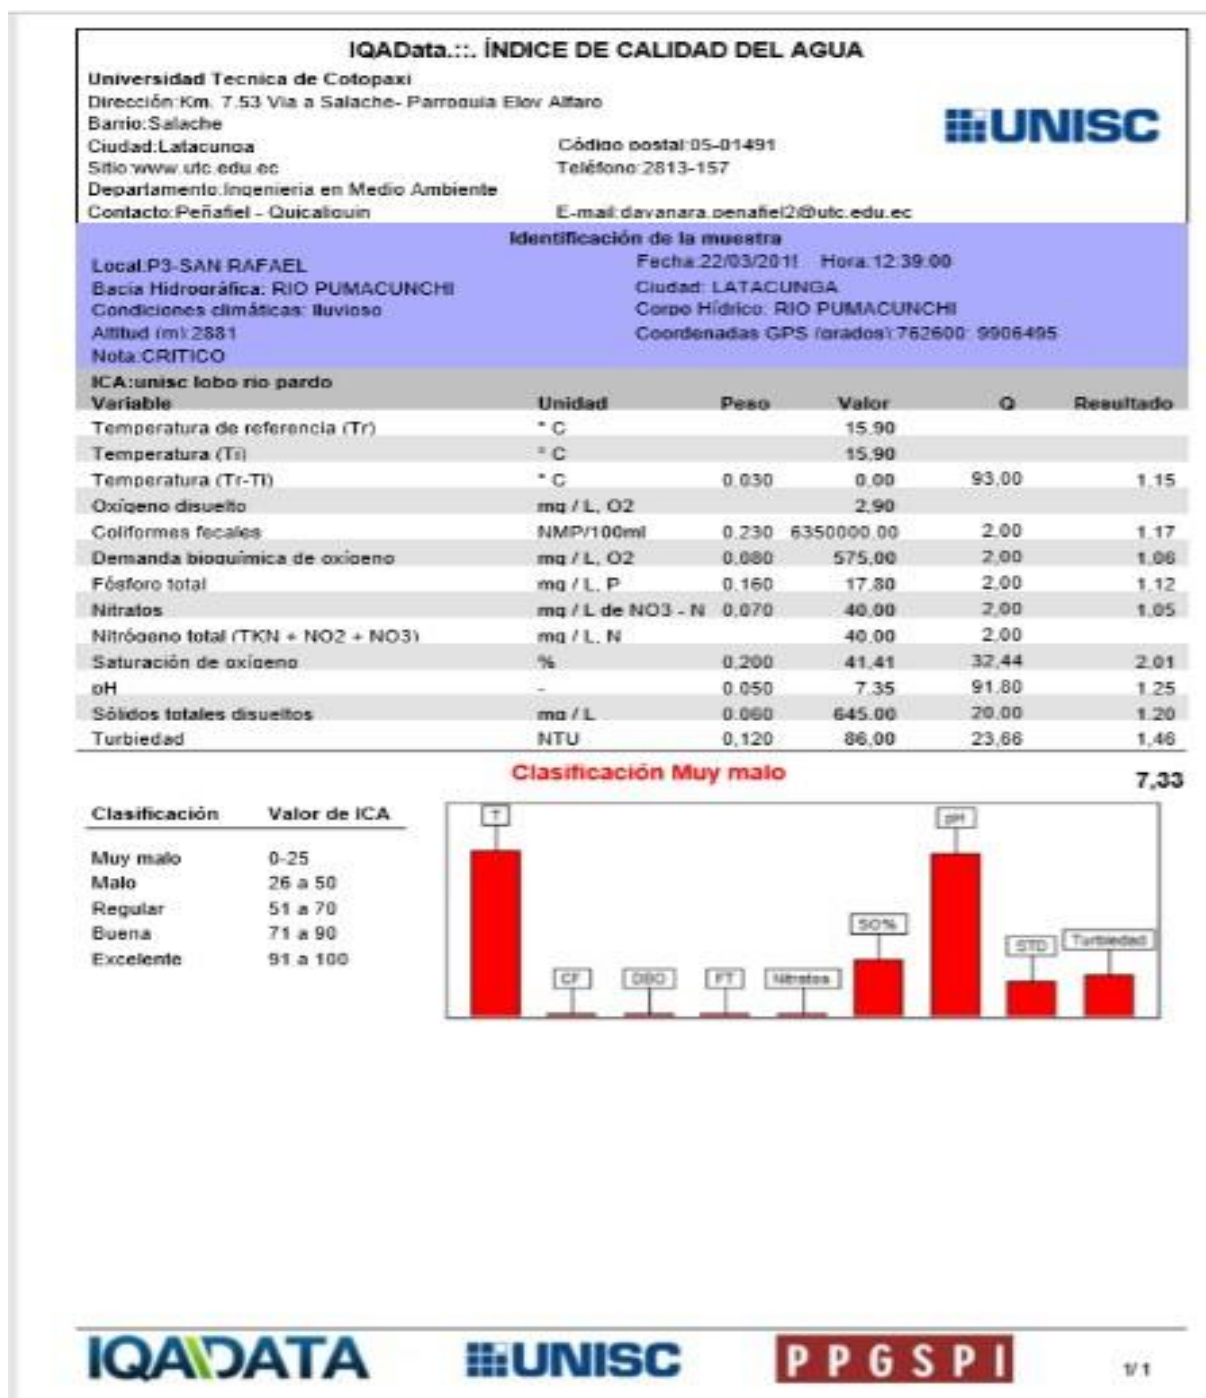 IQAData.::. ÍNDICE DE CALIDAD DEL AGUA
Universidad Tecnica de Cotopaxi
Dirección:Km. 7.53 Via a Salache- Parroquia Eloy Alfaro
Barrio:Salache
UNISC
Ciudad:Latacunga Código postal:05-01491
Sitio:www.utc.edu.ec Teléfono:2813-157
Departamento:Ingenieria en Medio Ambiente
Contacto:Peñafiel - Quicaliquin E-mail:dayanara.penafiel2@utc.edu.ec
Identificación de la muestra
Local:P3-SAN RAFAEL Fecha:22/03/201 Hora:12:39:00
Bacia Hidrográfica: RIO PUMACUNCHI Ciudad: LATACUNGA
Condiciones climáticas: lluvioso Corpo Hídrico: RIO PUMACUNCHI
Altitud (m):2881 Coordenadas GPS (grados):762600; 9906495
Nota:CRITICO
ICA:unisc lobo rio pardo
Variable Unidad Peso Valor Q Resultado
Temperatura de referencia (Tr) ° C 15,90
Temperatura (Ti) ° C 15,90
Temperatura (Tr-Ti) ° C 0,030 0,00 93,00 1,15
Oxígeno disuelto mg / L, O2 2,90
Coliformes fecales NMP/100ml 0,230 6350000,00 2,00 1,17
Demanda bioquímica de oxigeno mg / L, O2 0,080 575,00 2,00 1,06
Fósforo total mg / L, P 0,160 17,80 2,00 1,12
Nitratos mg / L de NO3 - N 0,070 40,00 2,00 1,05
Nitrógeno total (TKN + NO2 + NO3) mg / L, N 40,00 2,00
Saturación de oxígeno % 0,200 41,41 32,44 2,01
pH - 0,050 7,35 91,80 1,25
Sólidos totales disueltos mg / L 0,060 645,00 20,00 1,20
Turbiedad NTU 0,120 86,00 23,66 1,46
Clasificación Muy malo 7,33
Clasificación Valor de ICA
Muy malo 0-25
Malo 26 a 50
Regular 51 a 70
Buena 71 a 90
Excelente 91 a 100
T CF DBO FT Nitratos SO% pH STD Turbiedad
IQADATA UNISC PPGSPI 1/ 1